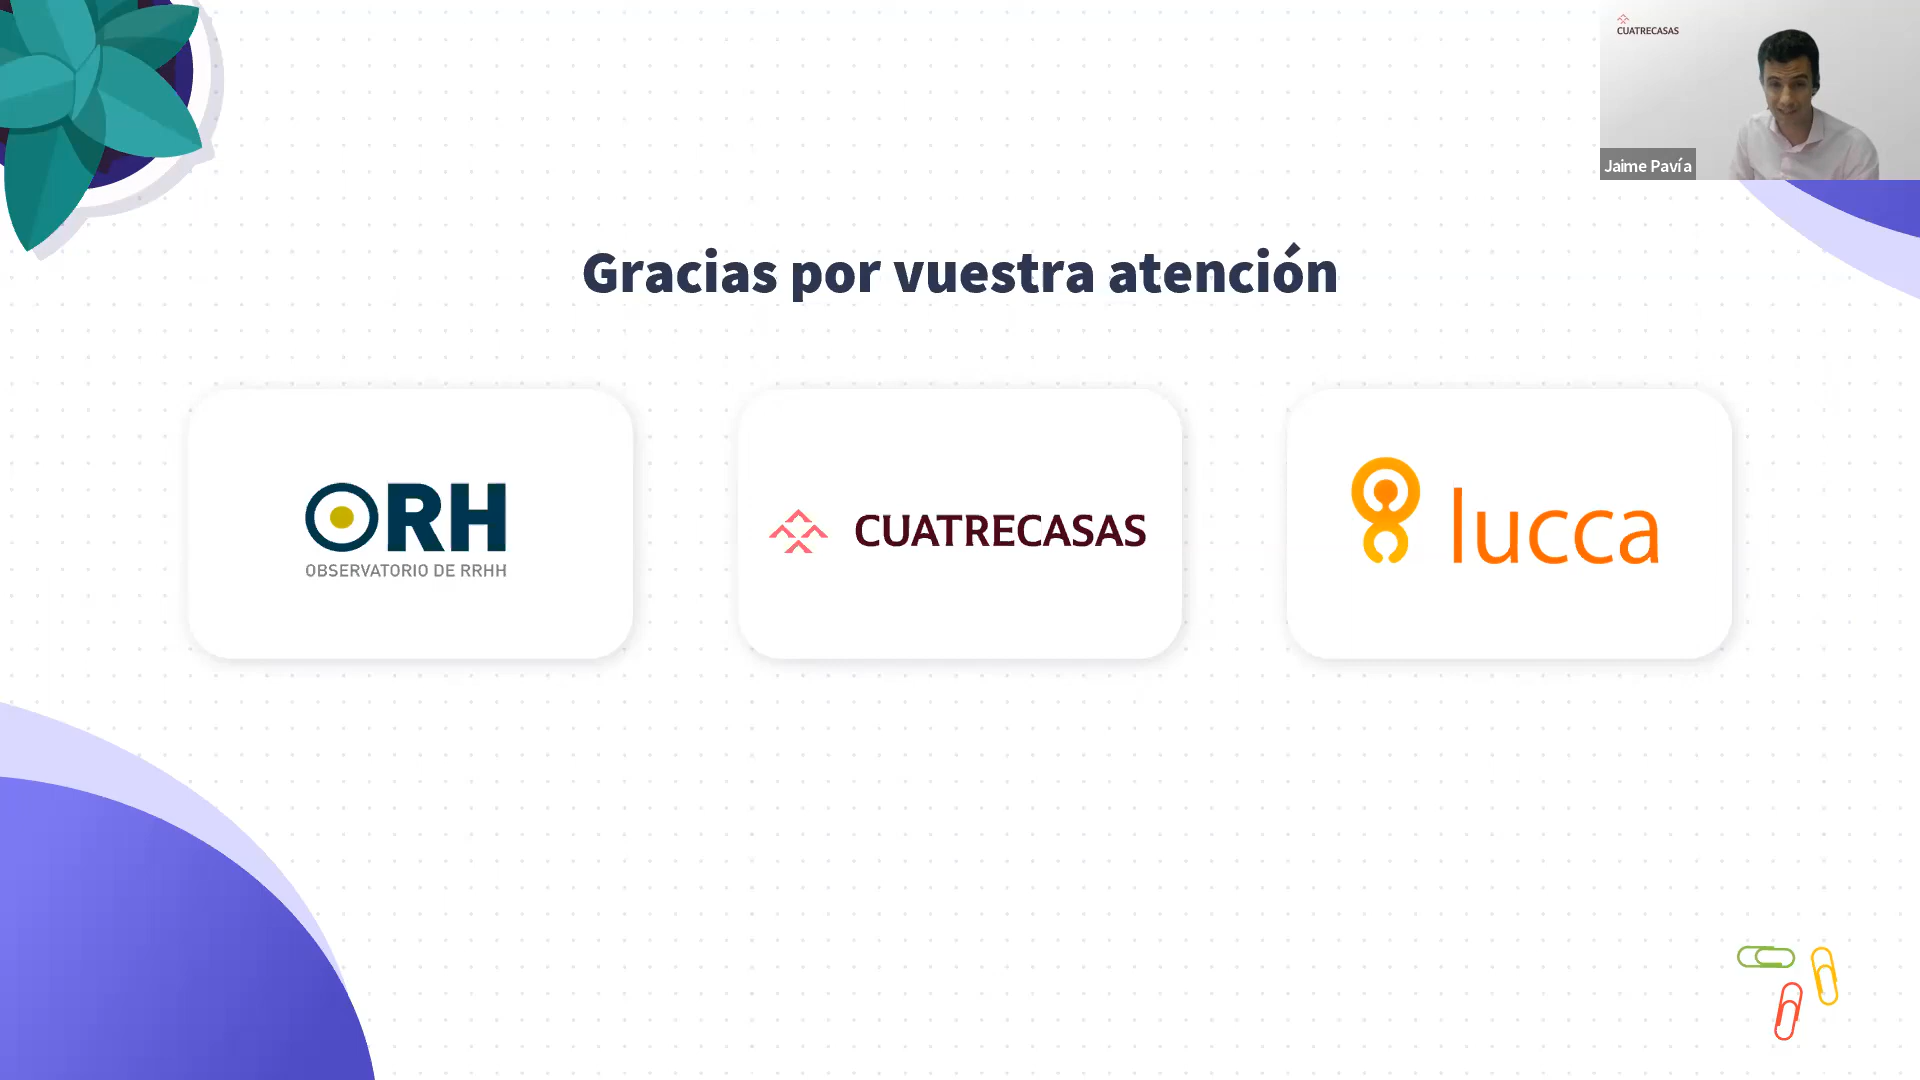 CUATRECASAS
Jaime Pavía
Gracias por vuestra atención
ORH
OBSERVATORIO DE RRHH
CUATRECASAS
lucca